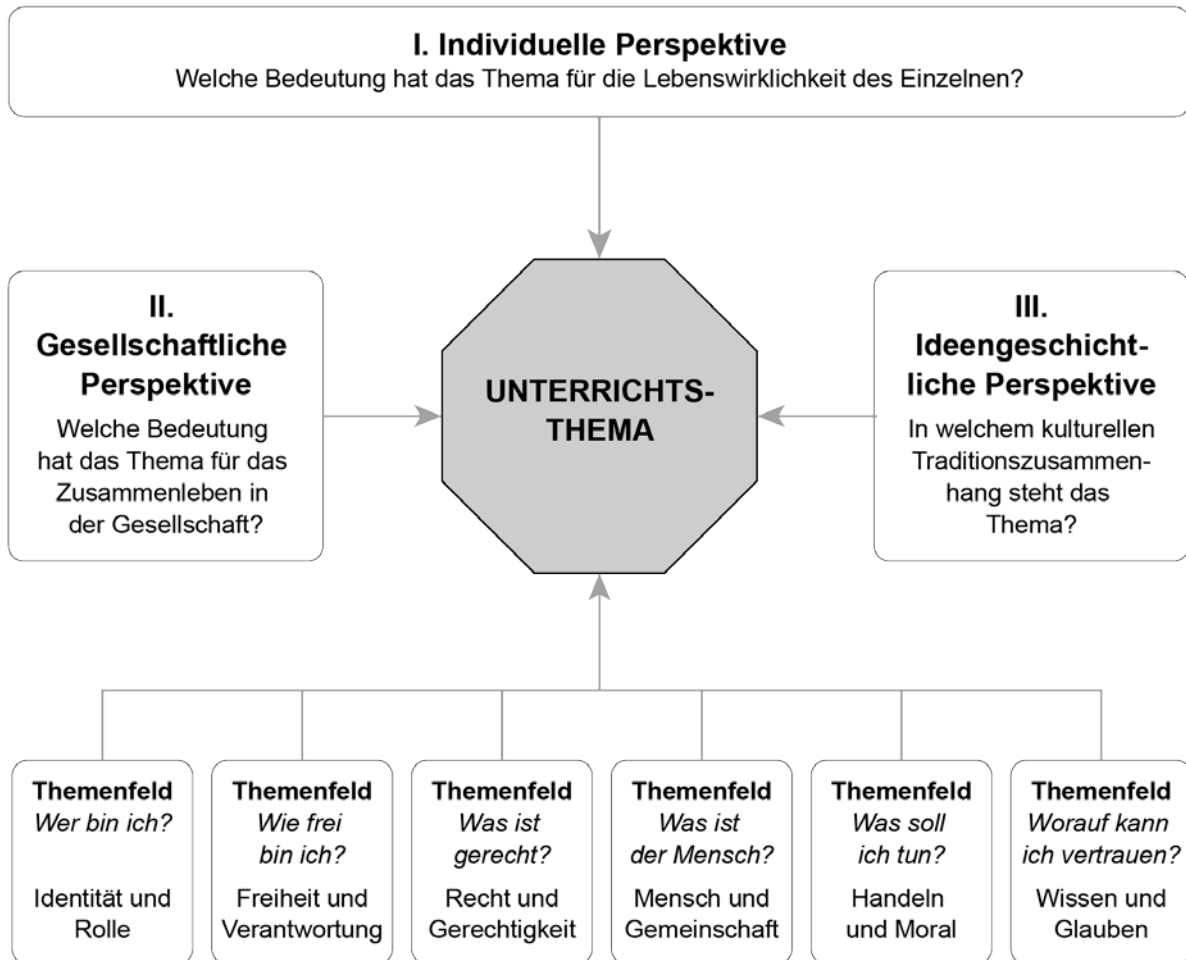 I. Individuelle Perspektive
Welche Bedeutung hat das Thema für die Lebenswirklichkeit des Einzelnen?
II.
Gesellschaftliche
Perspektive
Welche Bedeutung
hat das Thema für das
Zusammenleben in
der Gesellschaft?
UNTERRICHTS-
THEMA
III.
Ideengeschicht-
liche Perspektive
In welchem kulturellen
Traditionszusammen-
hang steht das
Thema?
Themenfeld
Wer bin ich?
Identität und
Rolle
Themenfeld
Wie frei
bin ich?
Freiheit und
Verantwortung
Themenfeld
Was ist
gerecht?
Recht und
Gerechtigkeit
Themenfeld
Was ist
der Mensch?
Mensch und
Gemeinschaft
Themenfeld
Was soll
ich tun?
Handeln
und Moral
Themenfeld
Worauf kann
ich vertrauen?
Wissen und
Glauben